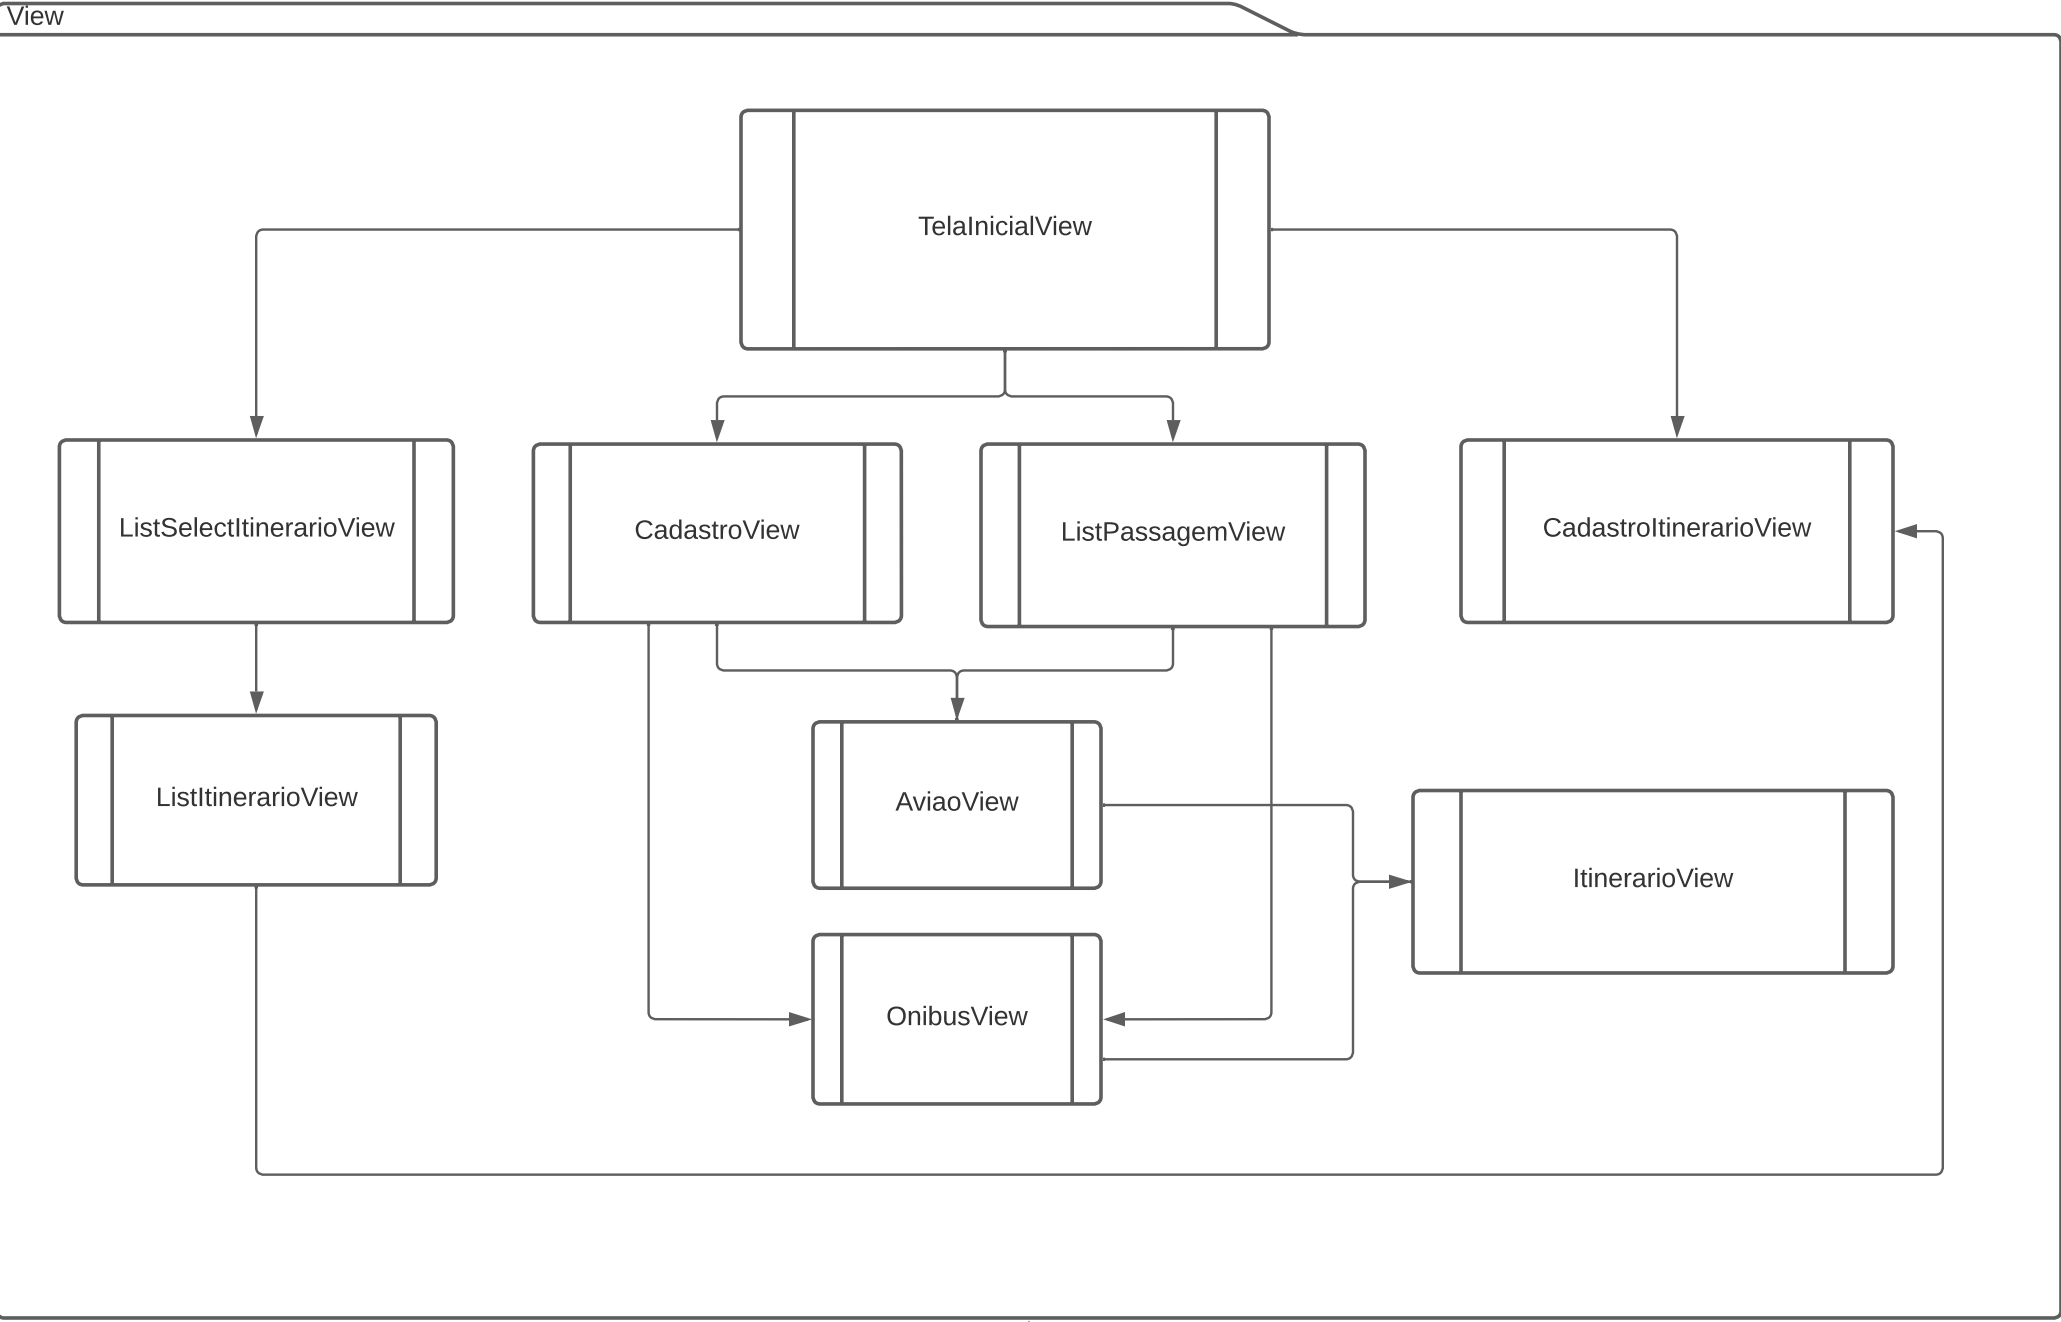 View
TelaInicialView
ListSelectItinerarioView
CadastroView
ListPassagemView
CadastroItinerarioView
ListItinerarioView
AviaoView
ItinerarioView
OnibusView